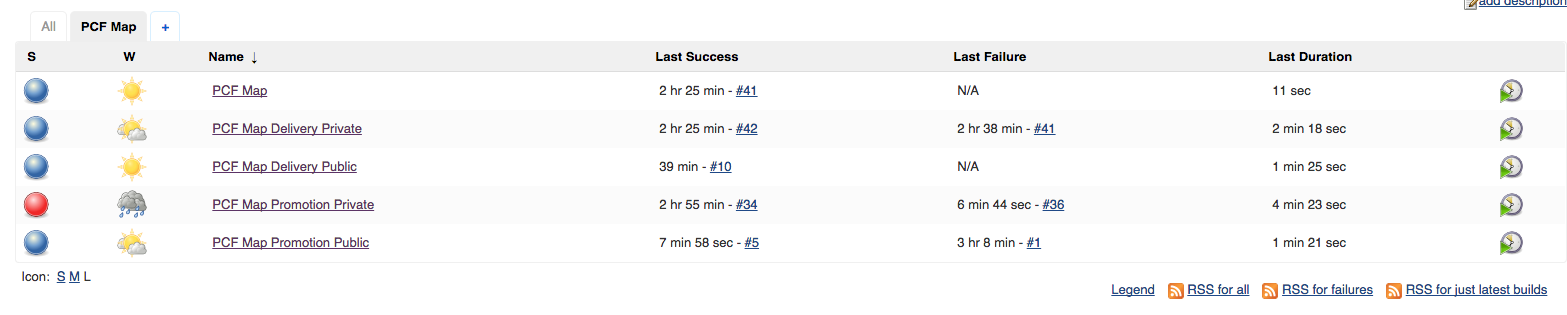 add description
All PCF Map +
S W Name ↓ Last Success Last Failure Last Duration
PCF Map 2 hr 25 min - #41 N/A 11 sec
PCF Map Delivery Private 2 hr 25 min - #42 2 hr 38 min - #41 2 min 18 sec
PCF Map Delivery Public 39 min - #10 N/A 1 min 25 sec
PCF Map Promotion Private 2 hr 55 min - #34 6 min 44 sec - #36 4 min 23 sec
PCF Map Promotion Public 7 min 58 sec - #5 3 hr 8 min - #1 1 min 21 sec
Icon: S M L
Legend RSS for all RSS for failures RSS for just latest builds